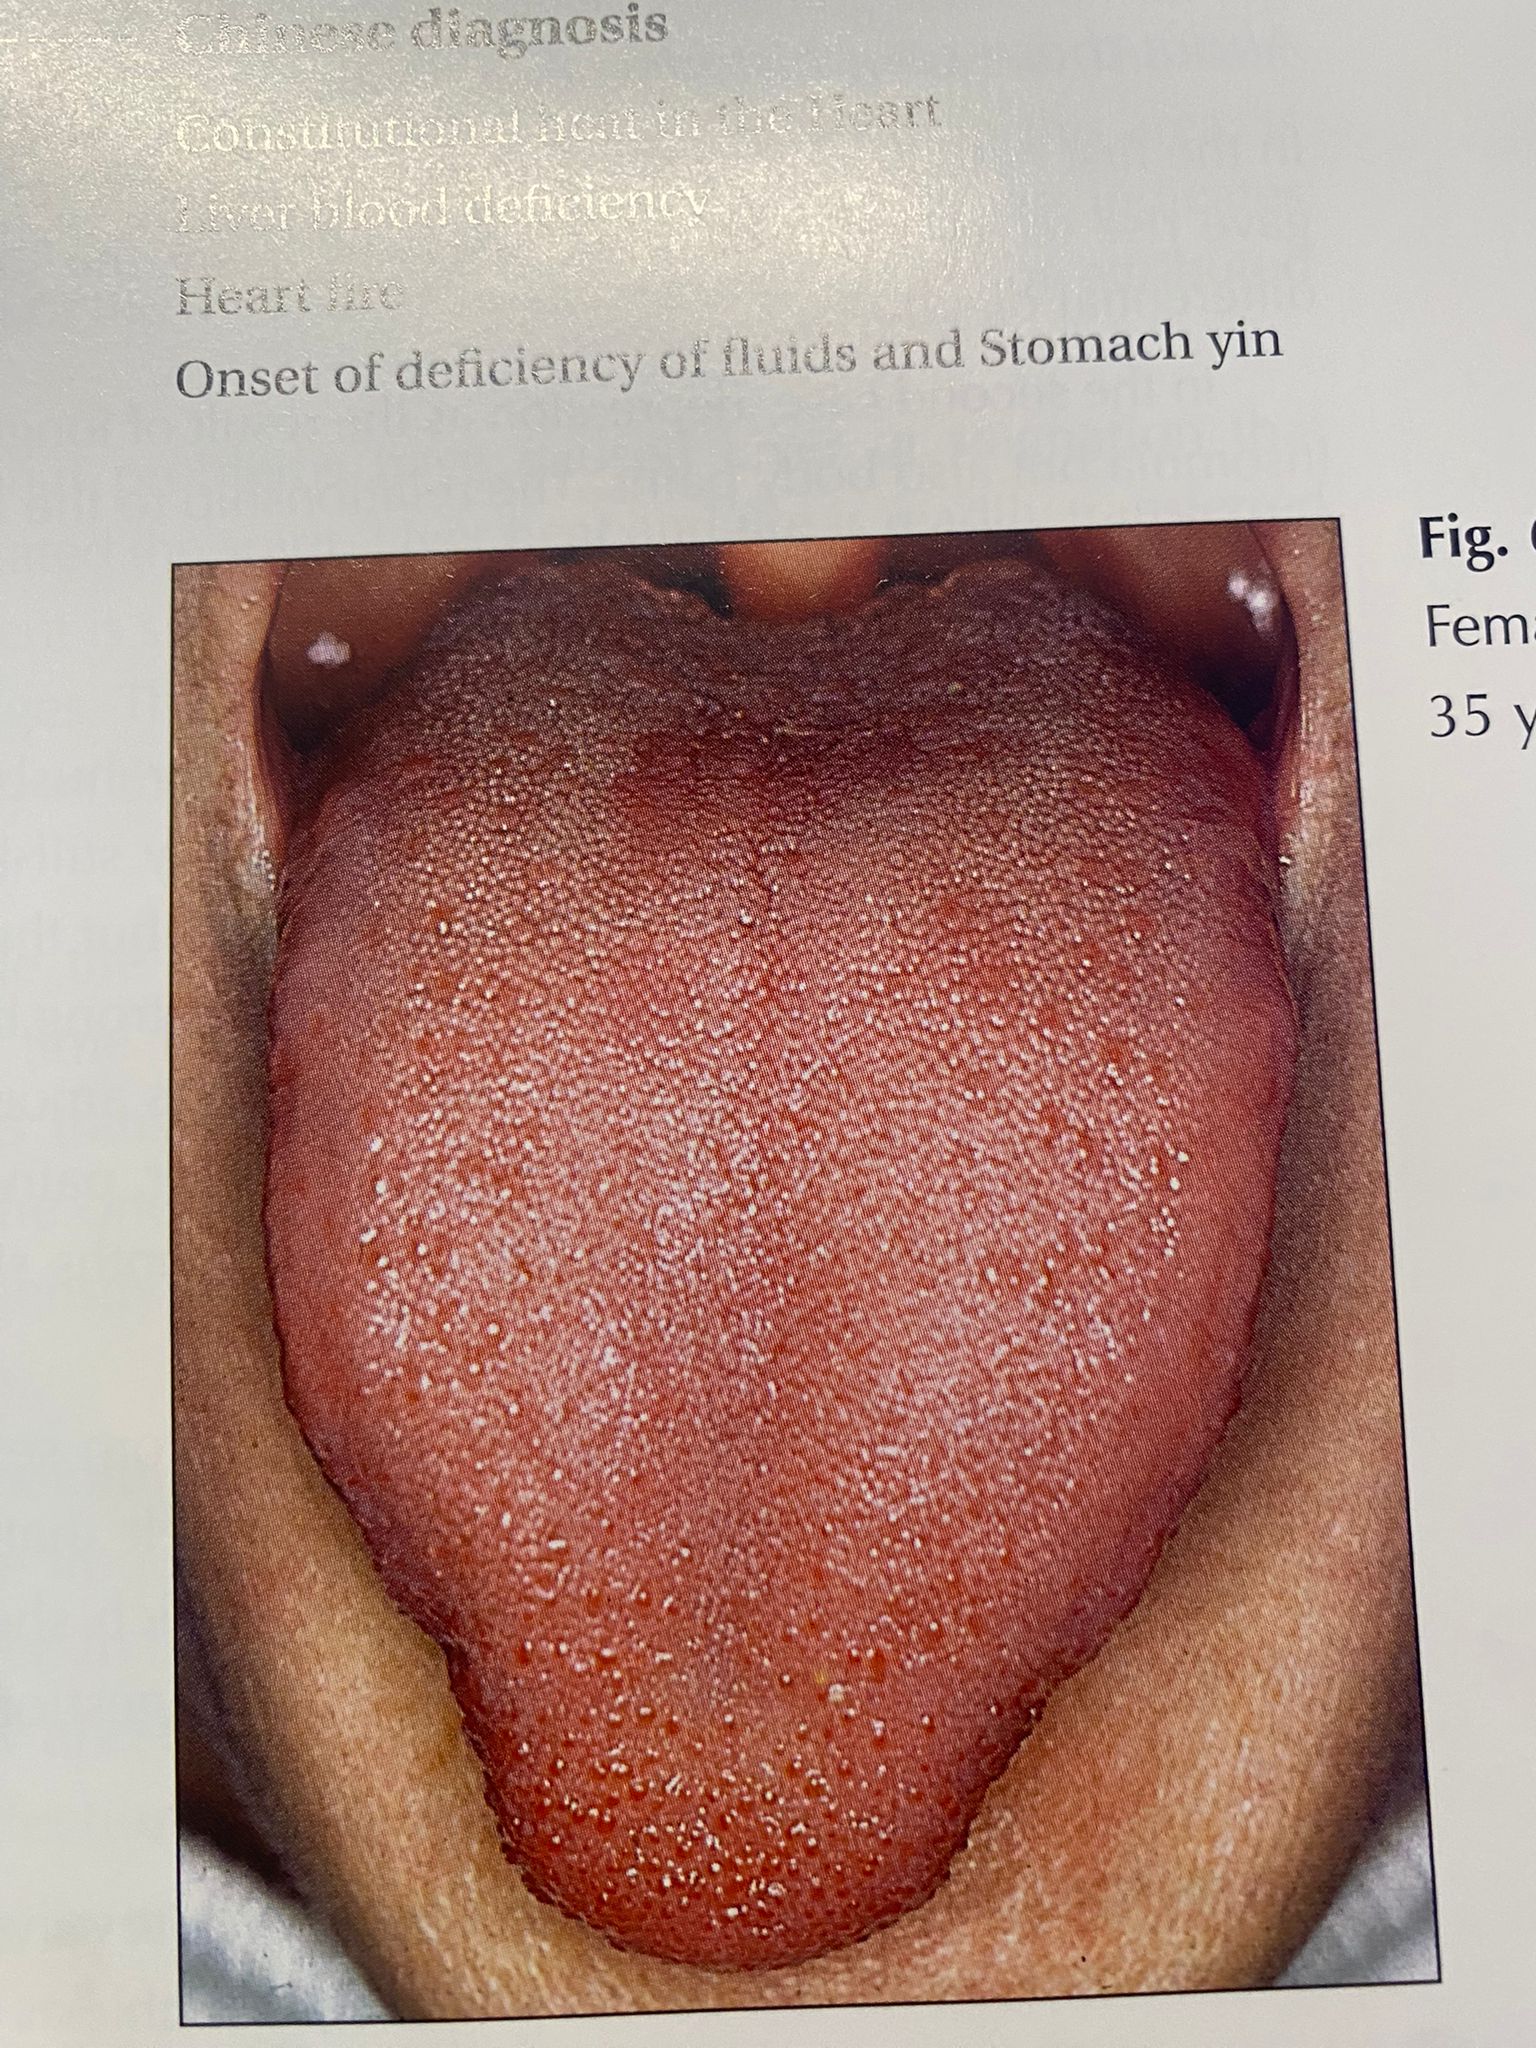 Chinese diagnosis
Constitutional heat in the Heart
Liver blood deficiency
Heart fire
Onset of deficiency of fluids and Stomach yin
Fig.
35